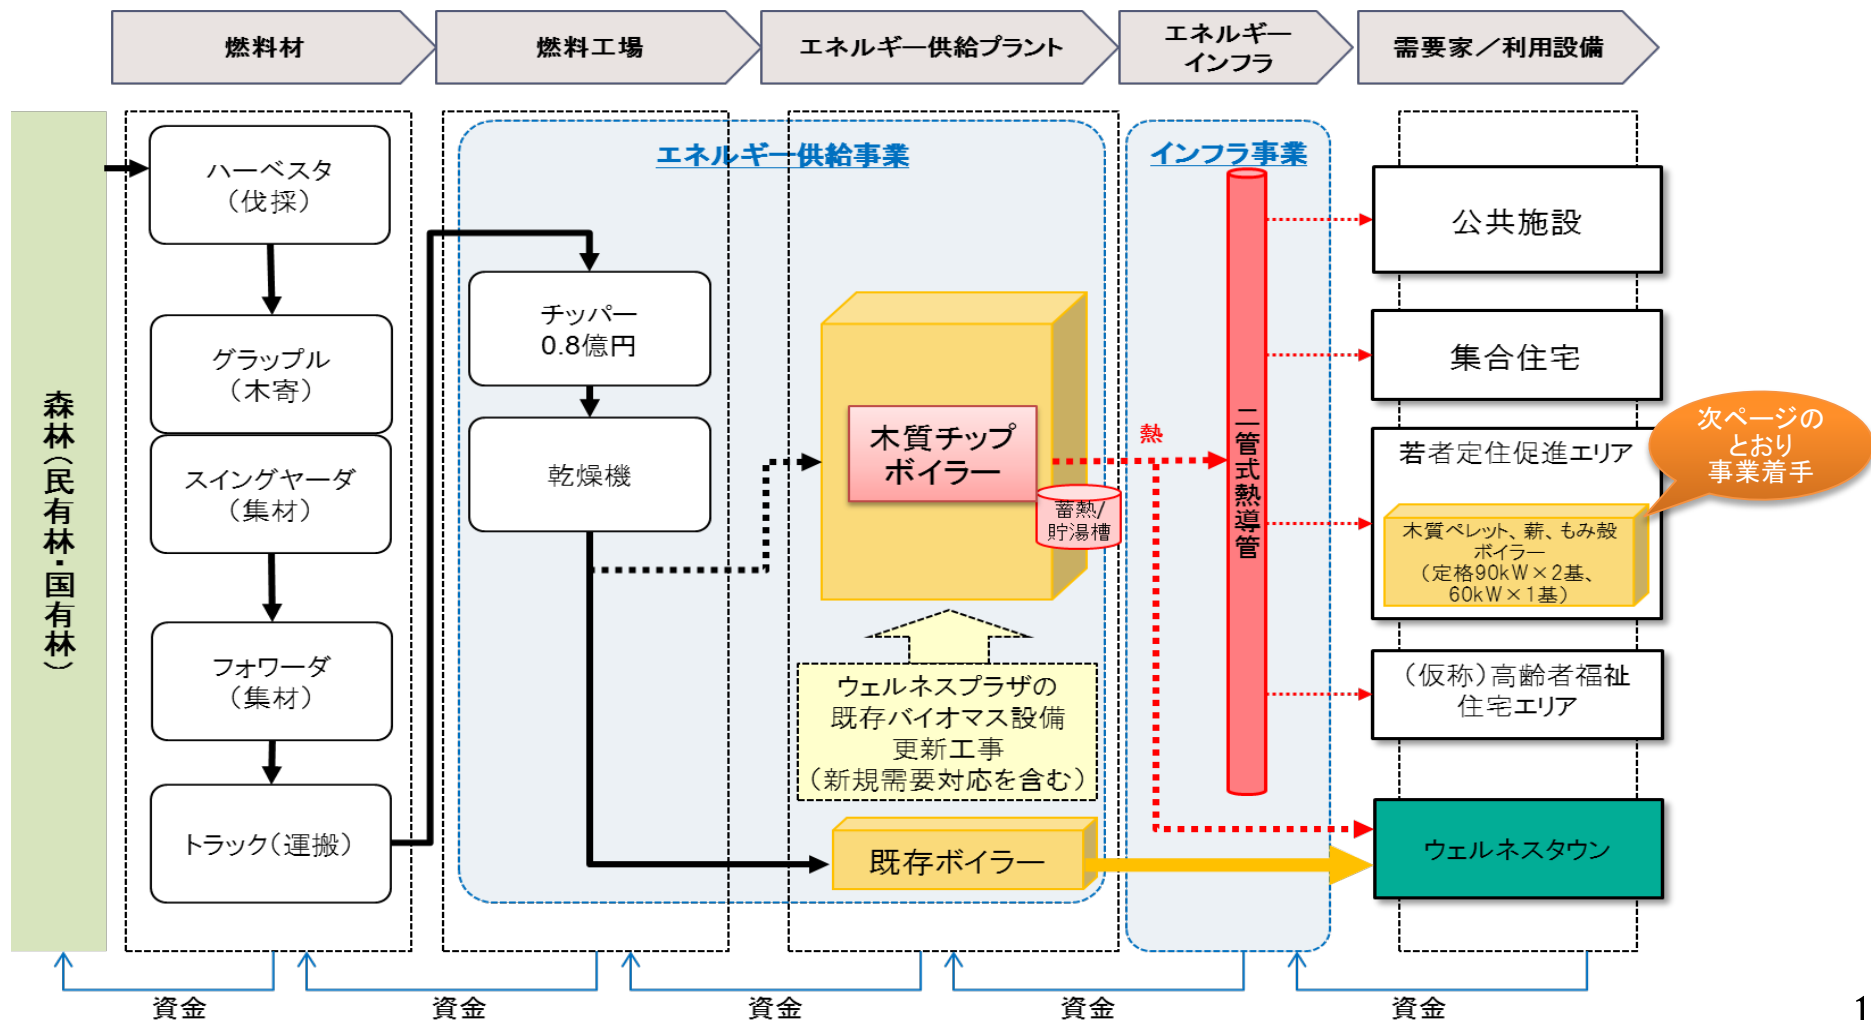 燃料材
燃料工場
エネルギー供給プラント
エネルギー
インフラ
需要家／利用設備
森林（民有林・国有林）
ハーベスタ
（伐採）
グラップル
（木寄）
スイングヤーダ
（集材）
フォワーダ
（集材）
トラック（運搬）
エネルギー供給事業
チッパー
0.8億円
乾燥機
木質チップ
ボイラー
蓄熱/
貯湯槽
ウェルネスプラザの
既存バイオマス設備
更新工事
（新規需要対応を含む）
既存ボイラー
インフラ事業
熱
二管式熱導管
公共施設
集合住宅
若者定住促進エリア
木質ペレット、薪、もみ殻
ボイラー
（定格90kW×2基、
60kW×1基）
次ページの
とおり
事業着手
（仮称）高齢者福祉
住宅エリア
ウェルネスタウン
資金
資金
資金
資金
資金
1